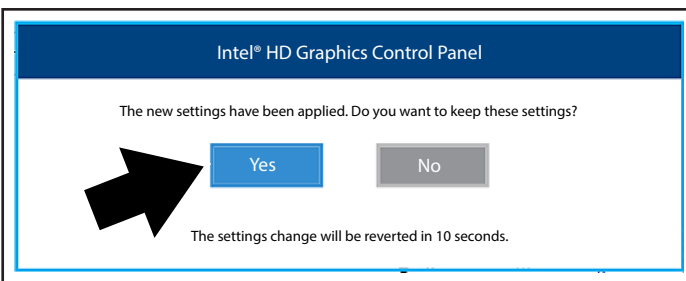 Intel® HD Graphics Control Panel
The new settings have been applied. Do you want to keep these settings?
Yes No
The settings change will be reverted in 10 seconds.